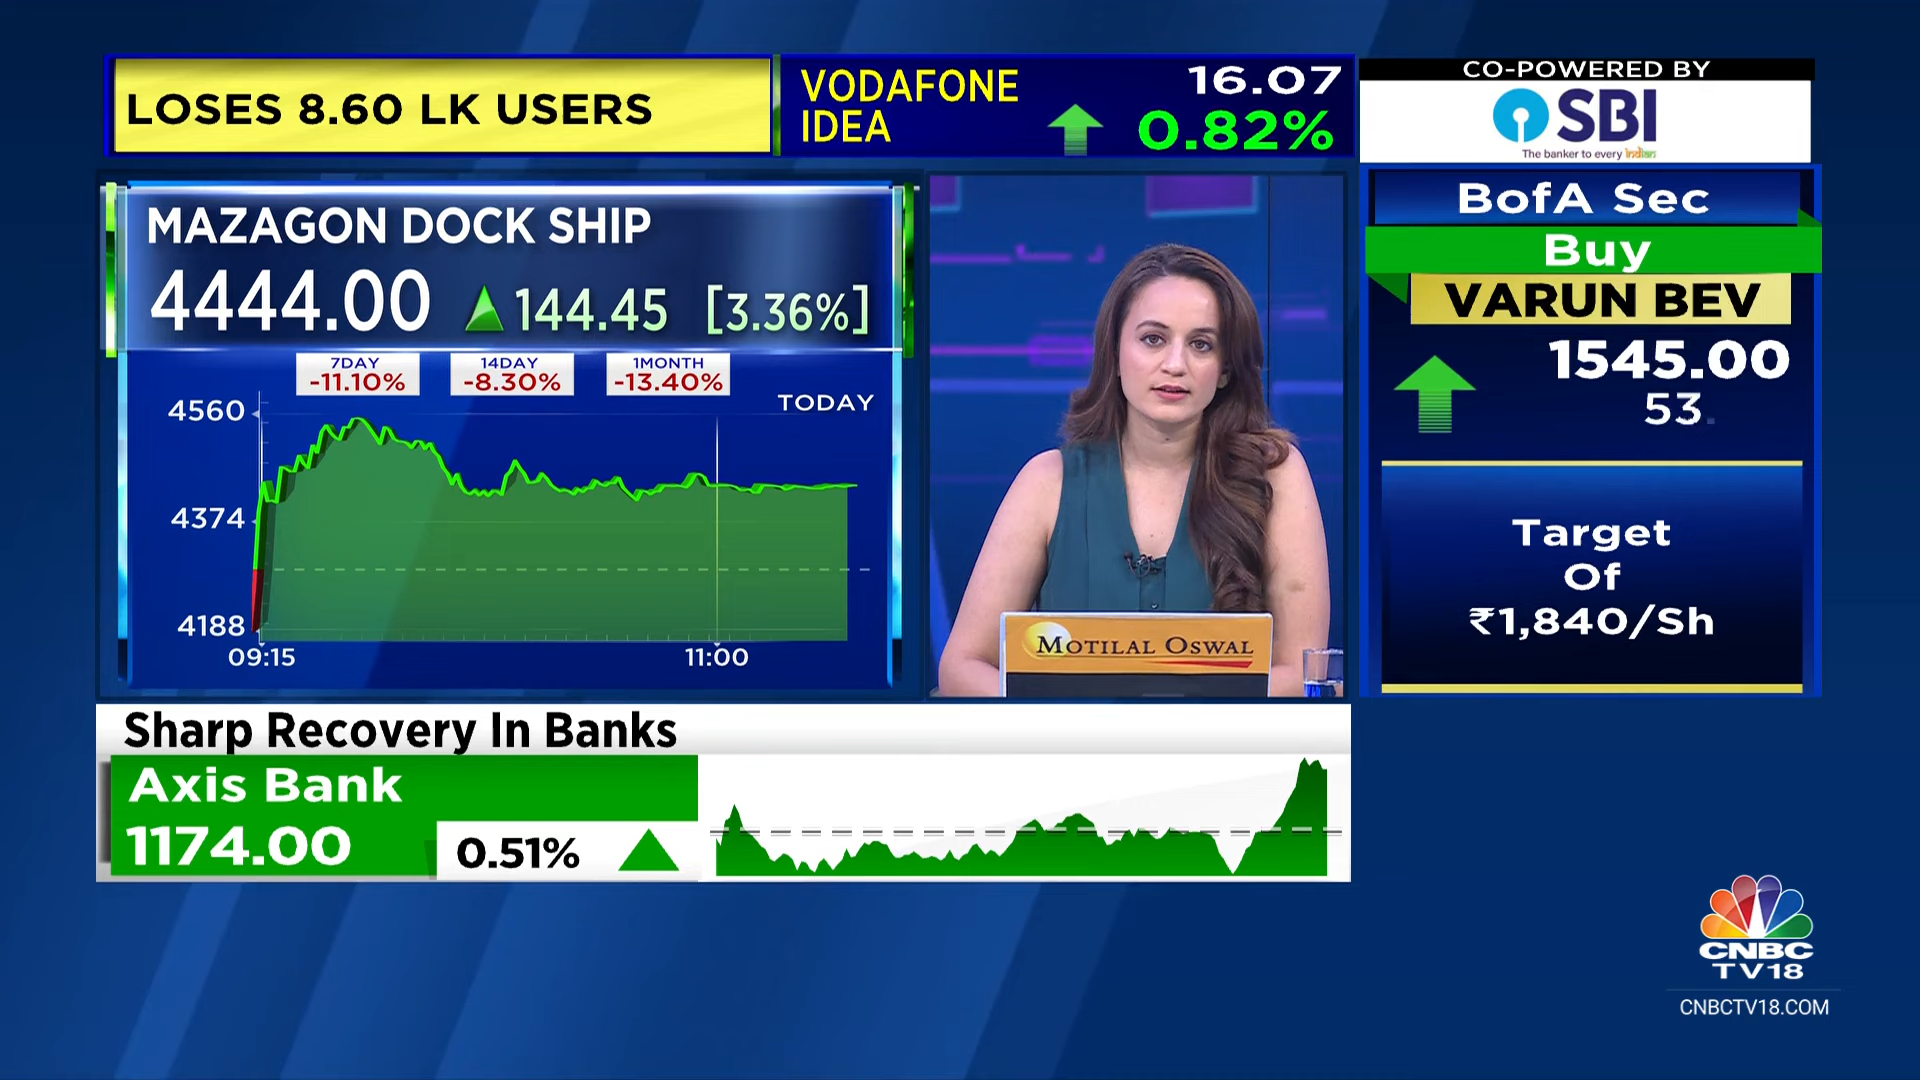 LOSES 8.60 LK USERS
VODAFONE
IDEA
16.07
0.82%
CO-POWERED BY
SBI
The banker to every indian
MAZAGON DOCK SHIP
4444.00 144.45 [3.36%]
7DAY
-11.10%
14DAY
-8.30%
1MONTH
-13.40%
TODAY
4560
4374
4188
09:15
11:00
MOTILAL OSWAL
BofA Sec
Buy
VARUN BEV
1545.00
53.
Target
Of
₹1,840/Sh
Sharp Recovery In Banks
Axis Bank
1174.00
0.51%
CNBC
TV18
CNBCTV18.COM